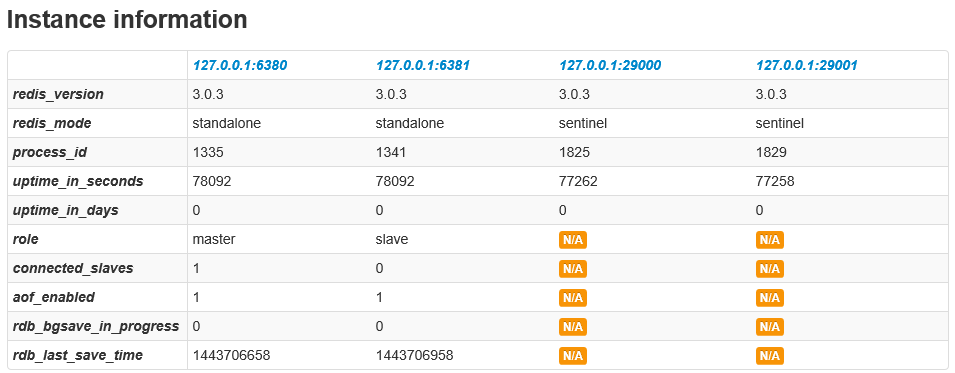 Instance information
127.0.0.1:6380 127.0.0.1:6381 127.0.0.1:29000 127.0.0.1:29001
redis_version 3.0.3 3.0.3 3.0.3 3.0.3
redis_mode standalone standalone sentinel sentinel
process_id 1335 1341 1825 1829
uptime_in_seconds 78092 78092 77262 77258
uptime_in_days 0 0 0 0
role master slave N/A N/A
connected_slaves 1 0 N/A N/A
aof_enabled 1 1 N/A N/A
rdb_bgsave_in_progress 0 0 N/A N/A
rdb_last_save_time 1443706658 1443706958 N/A N/A